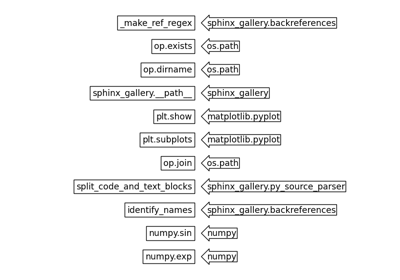 _make_ref_regex sphinx_gallery.backreferences
op.exists os.path
op.dirname os.path
sphinx_gallery.__path__ sphinx_gallery
plt.show matplotlib.pyplot
plt.subplots matplotlib.pyplot
op.join os.path
split_code_and_text_blocks sphinx_gallery.py_source_parser
identify_names sphinx_gallery.backreferences
numpy.sin numpy
numpy.exp numpy